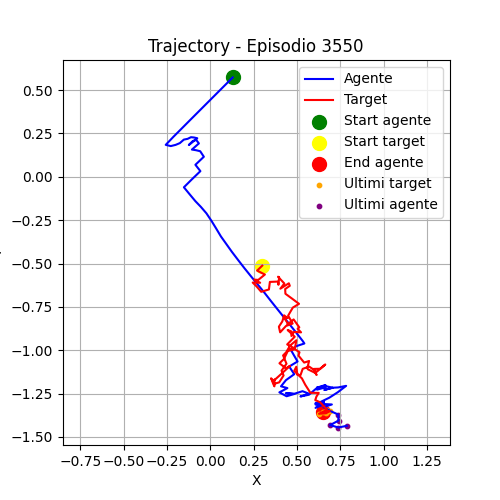 Trajectory - Episodio 3550
Agente
Target
Start agente
Start target
End agente
Ultimi target
Ultimi agente
0.50
0.25
0.00
−0.25
−0.50
−0.75
−1.00
−1.25
−1.50
−0.75 −0.50 −0.25 0.00 0.25 0.50 0.75 1.00 1.25
X